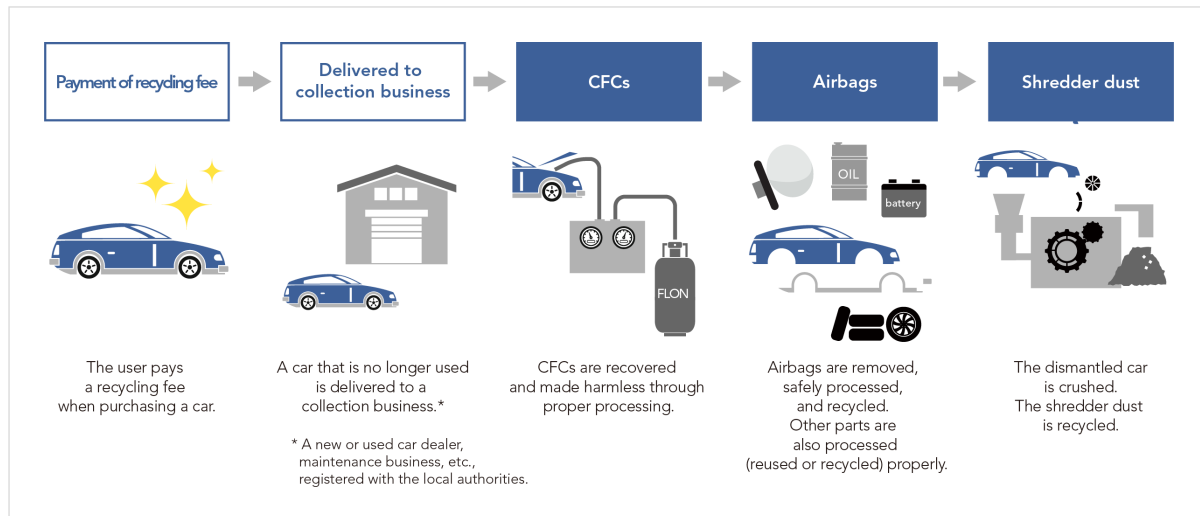 Payment of recycling fee
Delivered to
collection business
CFCs
Airbags
Shredder dust
OIL
battery
FLON
The user pays
a recycling fee
when purchasing a car.
A car that is no longer used
is delivered to a
collection business.*
* A new or used car dealer,
maintenance business, etc.,
registered with the local authorities.
CFCs are recovered
and made harmless through
proper processing.
Airbags are removed,
safely processed,
and recycled.
Other parts are
also processed
(reused or recycled) properly.
The dismantled car
is crushed.
The shredder dust
is recycled.